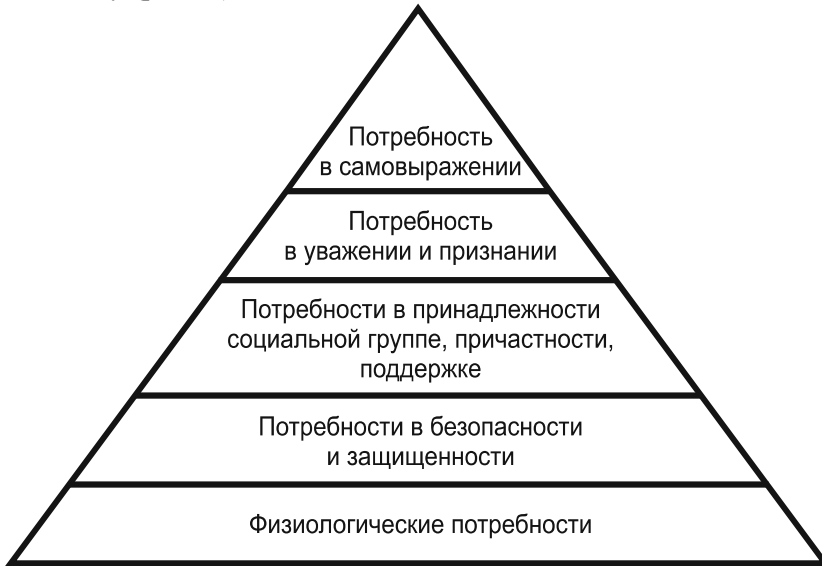 Потребность
в самовыражении
Потребность
в уважении и признании
Потребности в принадлежности
социальной группе, причастности,
поддержке
Потребности в безопасности
и защищенности
Физиологические потребности